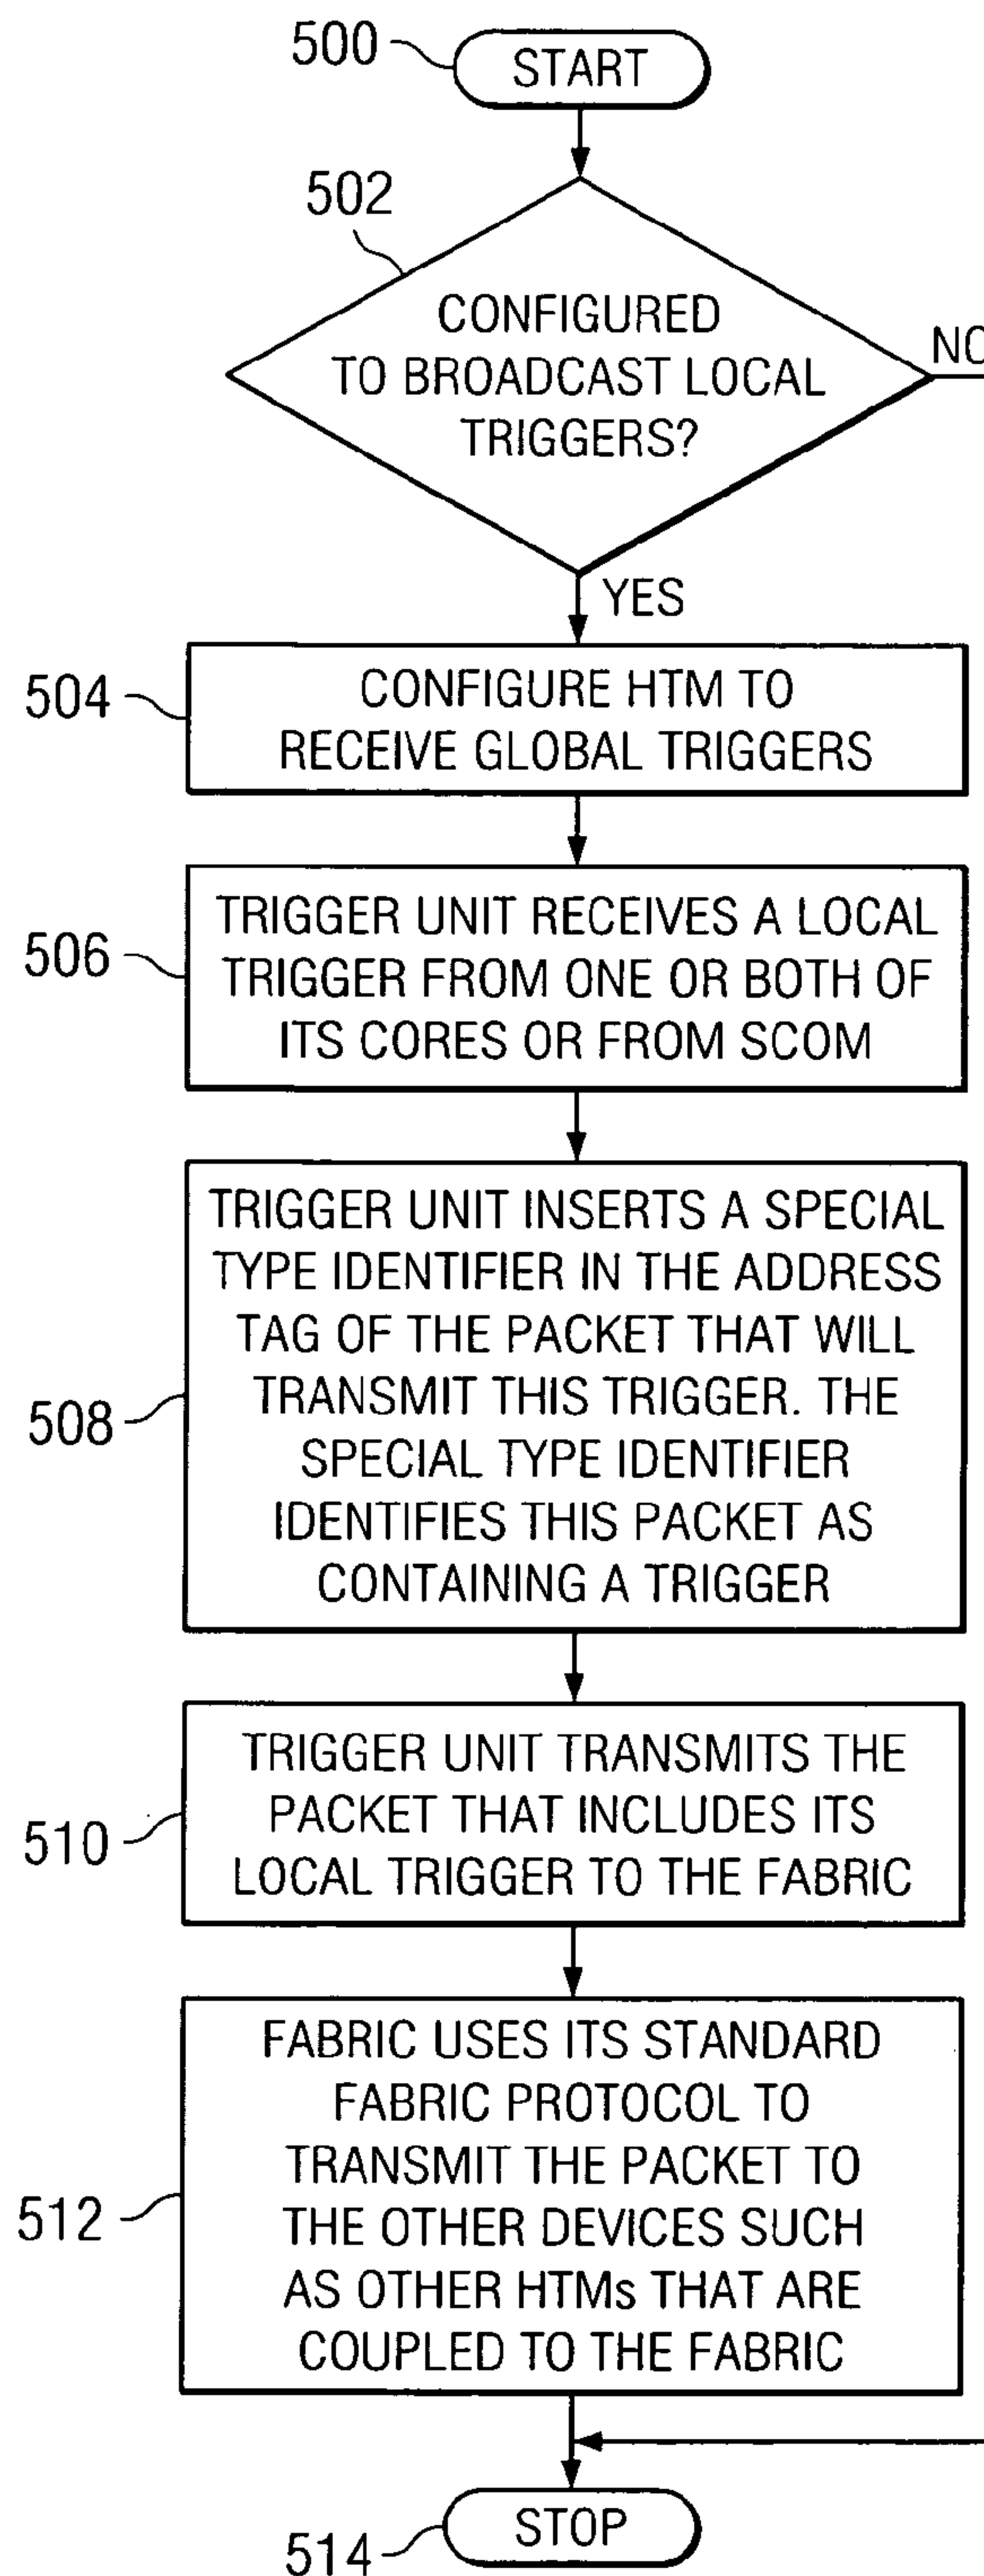 500
START
502
CONFIGURED
TO BROADCAST LOCAL
TRIGGERS?
NO
YES
504
CONFIGURE HTM TO
RECEIVE GLOBAL TRIGGERS
506
TRIGGER UNIT RECEIVES A LOCAL
TRIGGER FROM ONE OR BOTH OF
ITS CORES OR FROM SCOM
508
TRIGGER UNIT INSERTS A SPECIAL
TYPE IDENTIFIER IN THE ADDRESS
TAG OF THE PACKET THAT WILL
TRANSMIT THIS TRIGGER. THE
SPECIAL TYPE IDENTIFIER
IDENTIFIES THIS PACKET AS
CONTAINING A TRIGGER
510
TRIGGER UNIT TRANSMITS THE
PACKET THAT INCLUDES ITS
LOCAL TRIGGER TO THE FABRIC
512
FABRIC USES ITS STANDARD
FABRIC PROTOCOL TO
TRANSMIT THE PACKET TO
THE OTHER DEVICES SUCH
AS OTHER HTMs THAT ARE
COUPLED TO THE FABRIC
514
STOP